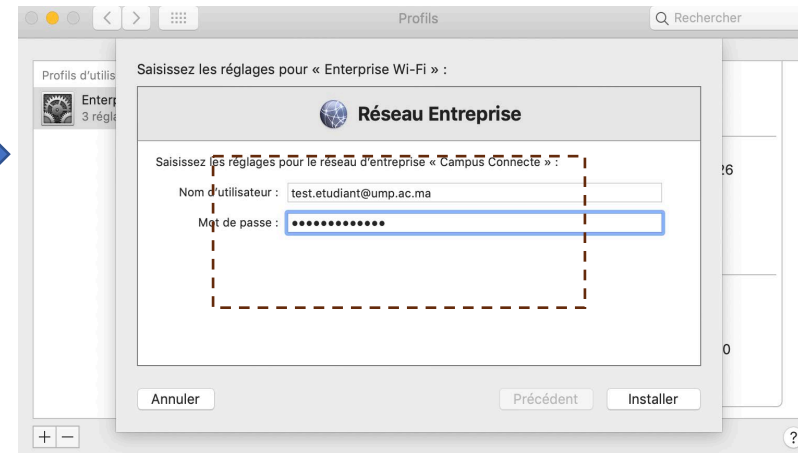 Profils
Rechercher
Profils d'utilis
Enterp
3 régla
Saisissez les réglages pour « Enterprise Wi-Fi » :
Réseau Entreprise
Saisissez les réglages pour le réseau d'entreprise « Campus Connecte » :
Nom d'utilisateur : test.etudiant@ump.ac.ma
Mot de passe : •••••••••••••
26
0
Annuler
Précédent
Installer
+ −
?